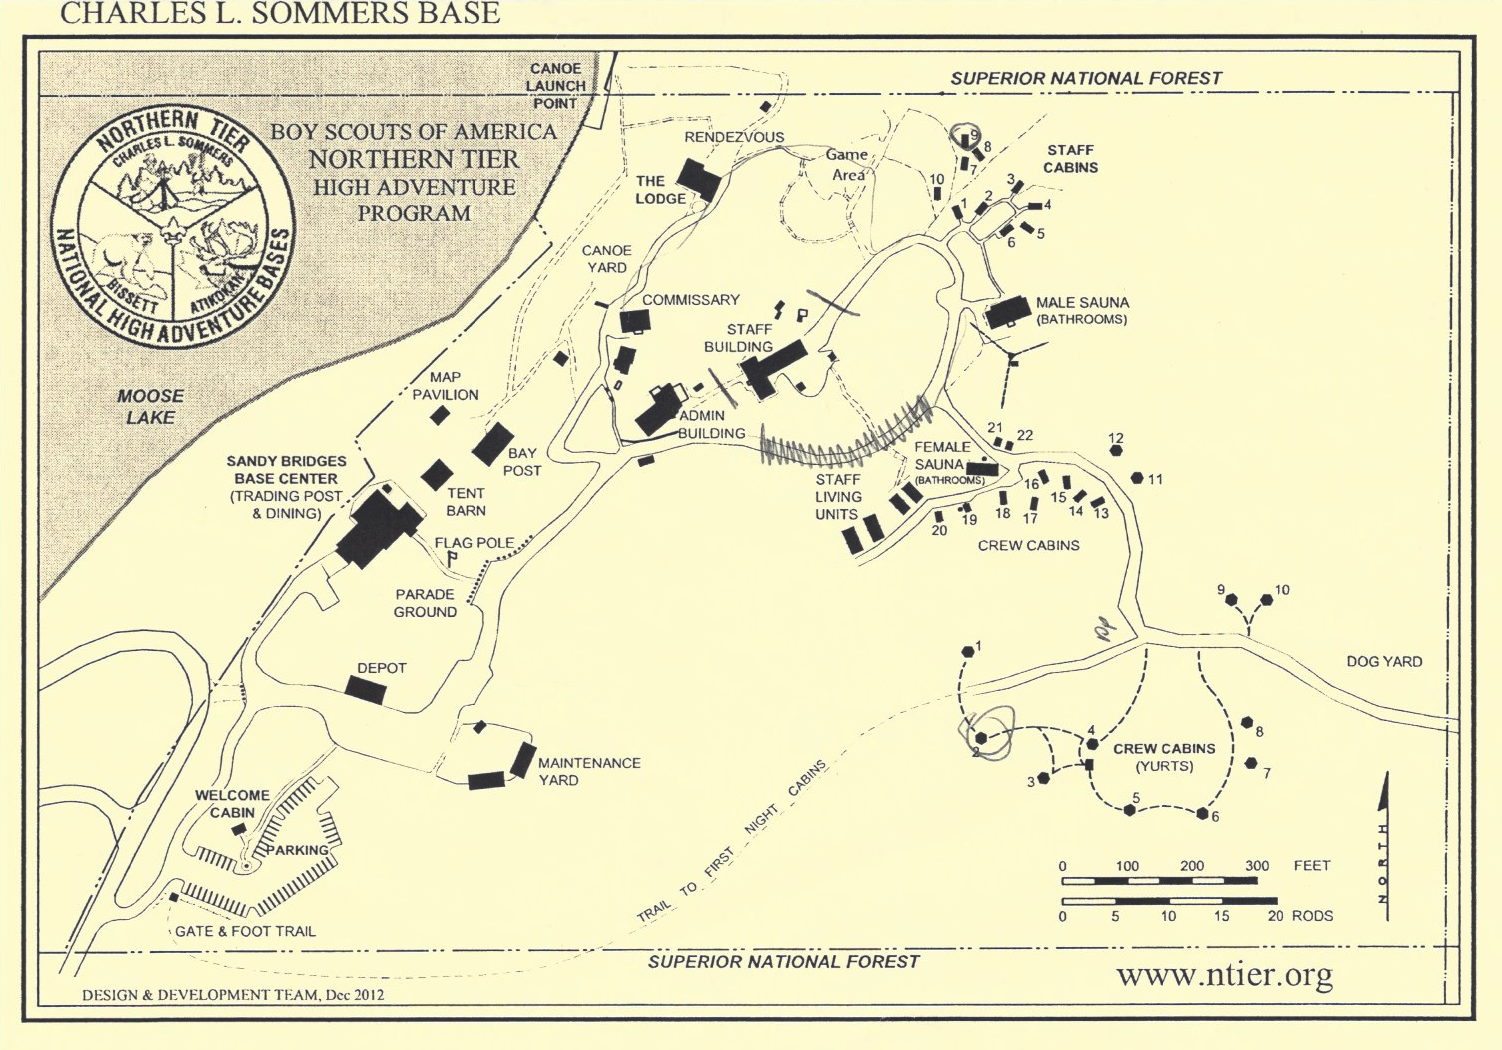 CHARLES L. SOMMERS BASE
SUPERIOR NATIONAL FOREST
CANOE
LAUNCH
POINT
NORTHERN TIER
CHARLES L. SOMMERS
BISSETT
ATIKOKAN
NATIONAL HIGH ADVENTURE BASES
BOY SCOUTS OF AMERICA
NORTHERN TIER
HIGH ADVENTURE
PROGRAM
RENDEZVOUS
THE
LODGE
Game
Area
STAFF
CABINS
9
8
7
10
1
2
3
4
5
6
CANOE
YARD
COMMISSARY
STAFF
BUILDING
MALE SAUNA
(BATHROOMS)
MOOSE
LAKE
MAP
PAVILION
ADMIN
BUILDING
BAY
POST
TENT
BARN
SANDY BRIDGES
BASE CENTER
(TRADING POST
& DINING)
FLAG POLE
PARADE
GROUND
STAFF
LIVING
UNITS
FEMALE
SAUNA
(BATHROOMS)
21
22
12
11
16
15
14
13
17
18
19
20
CREW CABINS
9
10
DOG YARD
1
2
3
4
5
6
7
8
CREW CABINS
(YURTS)
DEPOT
MAINTENANCE
YARD
WELCOME
CABIN
PARKING
GATE & FOOT TRAIL
TRAIL TO FIRST NIGHT CABINS
0 100 200 300 FEET
0 5 10 15 20 RODS
NORTH
SUPERIOR NATIONAL FOREST
www.ntier.org
DESIGN & DEVELOPMENT TEAM, Dec 2012